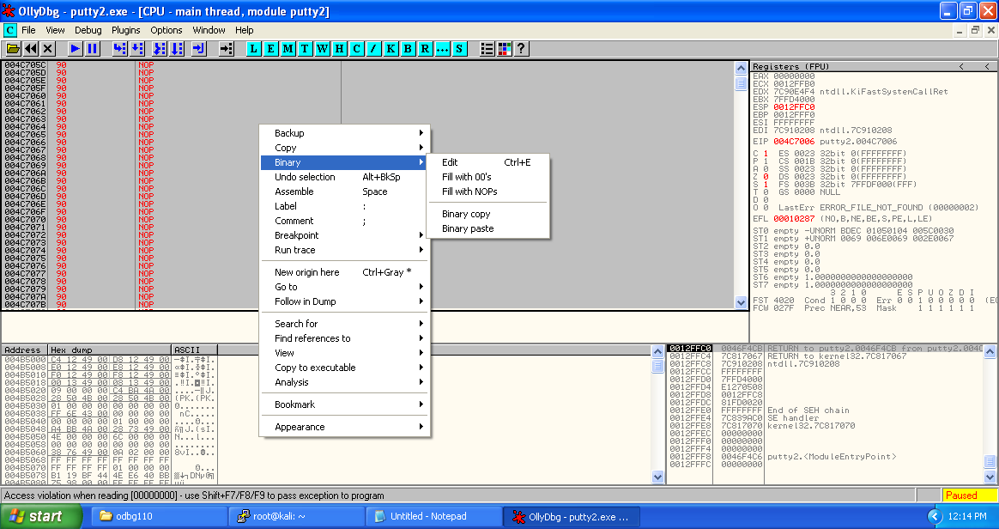 OllyDbg - putty2.exe - [CPU - main thread, module putty2]
C File View Debug Plugins Options Window Help
L E M T W H C / K B R ... S ?
004C705C 90 NOP
004C705D 90 NOP
004C705E 90 NOP
004C705F 90 NOP
004C7060 90 NOP
004C7061 90 NOP
004C7062 90 NOP
004C7063 90 NOP
004C7064 90 NOP
004C7065 90 NOP
004C7066 90 NOP
004C7067 90 NOP
004C7068 90 NOP
004C7069 90 NOP
004C706A 90 NOP
004C706B 90 NOP
004C706C 90 NOP
004C706D 90 NOP
004C706E 90 NOP
004C706F 90 NOP
004C7070 90 NOP
004C7071 90 NOP
004C7072 90 NOP
004C7073 90 NOP
004C7074 90 NOP
004C7075 90 NOP
004C7076 90 NOP
004C7077 90 NOP
004C7078 90 NOP
004C7079 90 NOP
004C707A 90 NOP
004C707B 90 NOP
Backup
Copy
Binary
Undo selection Alt+BkSp
Assemble Space
Label :
Comment ;
Breakpoint
Run trace
New origin here Ctrl+Gray *
Go to
Follow in Dump
Search for
Find references to
View
Copy to executable
Analysis
Bookmark
Appearance
Edit Ctrl+E
Fill with 00's
Fill with NOPs
Binary copy
Binary paste
Registers (FPU) < <
EAX 00000000
ECX 0012FFB0
EDX 7C90E4F4 ntdll.KiFastSystemCallRet
EBX 7FFD4000
ESP 0012FFC0
EBP 0012FFF0
ESI FFFFFFFF
EDI 7C910208 ntdll.7C910208
EIP 004C7006 putty2.004C7006
C 1 ES 0023 32bit 0(FFFFFFFF)
P 1 CS 001B 32bit 0(FFFFFFFF)
A 0 SS 0023 32bit 0(FFFFFFFF)
Z 0 DS 0023 32bit 0(FFFFFFFF)
S 1 FS 003B 32bit 7FFDF000(FFF)
T 0 GS 0000 NULL
D 0
O 0 LastErr ERROR_FILE_NOT_FOUND (00000002)
EFL 00010287 (NO,B,NE,BE,S,PE,L,LE)
ST0 empty -UNORM BDEC 01050104 005C0030
ST1 empty +UNORM 0069 006E0069 002E0067
ST2 empty 0.0
ST3 empty 0.0
ST4 empty 0.0
ST5 empty 0.0
ST6 empty 1.0000000000000000000
ST7 empty 1.0000000000000000000
3 2 1 0 E S P U O Z D I
FST 4020 Cond 1 0 0 0 Err 0 0 1 0 0 0 0 0
FCW 027F Prec NEAR,53 Mask 1 1 1 1 1 1
Address Hex dump ASCII
004B5000 C4 12 49 00 D8 12 49 00
004B5008 E0 12 49 00 E8 12 49 00
004B5010 F0 12 49 00 F8 12 49 00
004B5018 00 13 49 00 08 13 49 00
004B5020 09 00 00 00 C4 BA 4A 00
004B5028 28 50 4B 00 28 50 4B 00 (PK.(PK.
004B5030 01 00 00 00 00 00 00 00
004B5038 FF 6E 43 00 00 00 00 00 nC.....
004B5040 00 00 00 00 01 00 00 00
004B5048 A4 BB 4A 00 28 73 49 00
004B5050 4E 00 00 00 6C 00 00 00 N...l...
004B5058 00 00 00 00 00 00 00 00 ........
004B5060 38 76 49 00 0A 02 00 00
004B5068 FF FF FF FF FF FF FF FF
004B5070 FF FF FF FF 01 00 00 00
004B5078 B1 19 BF 44 4E E6 40 BB
0012FFC0 0046F4CB RETURN to putty2.0046F4CB from putty2.004C
0012FFC4 7C817067 RETURN to kernel32.7C817067
0012FFC8 7C910208 ntdll.7C910208
0012FFCC FFFFFFFF
0012FFD0 7FFD4000
0012FFD4 E1270508
0012FFD8 0012FFC8
0012FFDC 81FD0020
0012FFE0 FFFFFFFF End of SEH chain
0012FFE4 7C839AC0 SE handler
0012FFE8 7C817070 kernel32.7C817070
0012FFEC 00000000
0012FFF0 00000000
0012FFF4 00000000
0012FFF8 0046F4C6 putty2.<ModuleEntryPoint>
0012FFFC 00000000
Access violation when reading [00000000] - use Shift+F7/F8/F9 to pass exception to program Paused
start odbg110 root@kali: ~ Untitled - Notepad OllyDbg - putty2.exe ... 12:14 PM